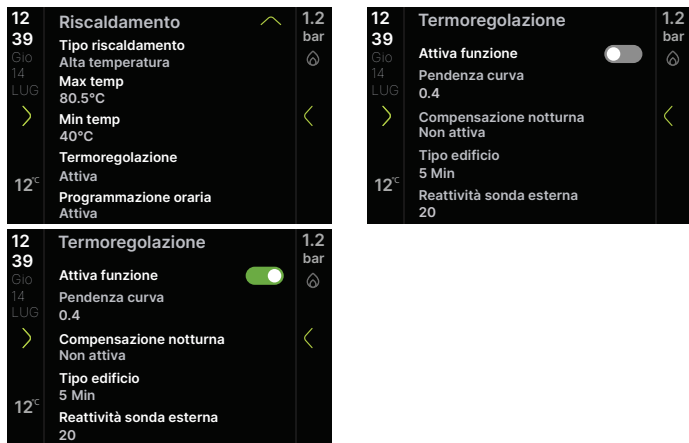 12
39
Gio
14
LUG
12°C
Riscaldamento
Tipo riscaldamento
Alta temperatura
Max temp
80.5°C
Min temp
40°C
Termoregolazione
Attiva
Programmazione oraria
Attiva
1.2
bar
12
39
Gio
14
LUG
12°C
Termoregolazione
Attiva funzione
Pendenza curva
0.4
Compensazione notturna
Non attiva
Tipo edificio
5 Min
Reattività sonda esterna
20
1.2
bar
12
39
Gio
14
LUG
12°C
Termoregolazione
Attiva funzione
Pendenza curva
0.4
Compensazione notturna
Non attiva
Tipo edificio
5 Min
Reattività sonda esterna
20
1.2
bar